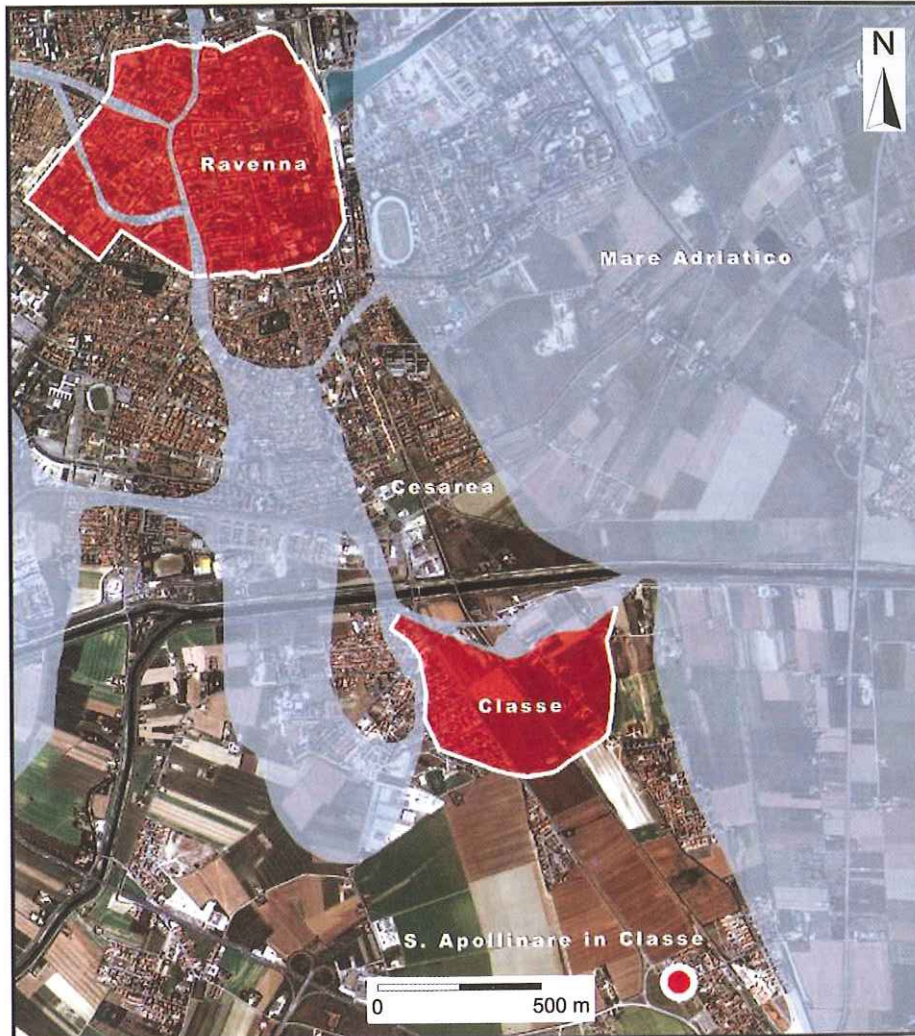 N
Ravenna
Mare Adriatico
Cesarea
Classe
S. Apollinare in Classe
0 500 m